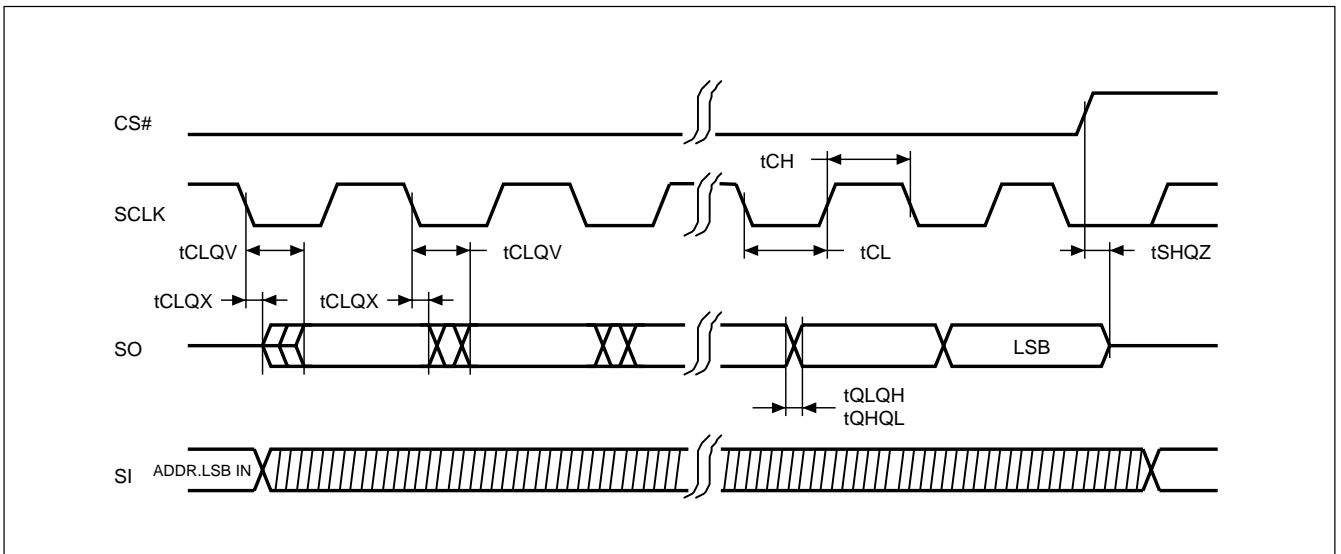 CS#
tCH
SCLK
tCLQV
tCLQV
tCL
tSHQZ
tCLQX
tCLQX
SO
LSB
tQLQH
tQHQL
SI
ADDR.LSB IN